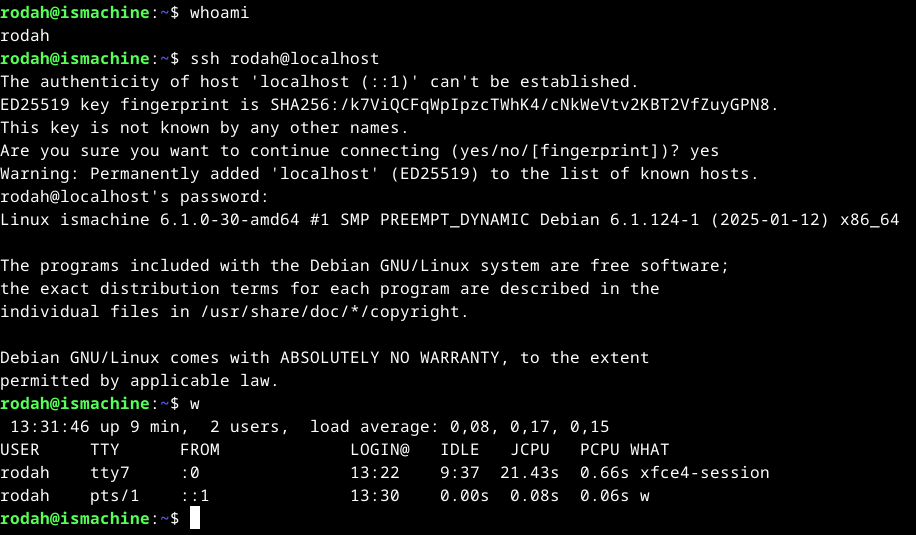 rodah@ismachine:~$ whoami
rodah
rodah@ismachine:~$ ssh rodah@localhost
The authenticity of host 'localhost (::1)' can't be established.
ED25519 key fingerprint is SHA256:/k7ViQCFqWpIpzcTWhK4/cNkWeVtv2KBT2VfZuyGPN8.
This key is not known by any other names.
Are you sure you want to continue connecting (yes/no/[fingerprint])? yes
Warning: Permanently added 'localhost' (ED25519) to the list of known hosts.
rodah@localhost's password:
Linux ismachine 6.1.0-30-amd64 #1 SMP PREEMPT_DYNAMIC Debian 6.1.124-1 (2025-01-12) x86_64

The programs included with the Debian GNU/Linux system are free software;
the exact distribution terms for each program are described in the
individual files in /usr/share/doc/*/copyright.

Debian GNU/Linux comes with ABSOLUTELY NO WARRANTY, to the extent
permitted by applicable law.
rodah@ismachine:~$ w
 13:31:46 up 9 min,  2 users,  load average: 0,08, 0,17, 0,15
USER     TTY      FROM             LOGIN@   IDLE   JCPU   PCPU WHAT
rodah    tty7     :0               13:22    9:37  21.43s  0.66s xfce4-session
rodah    pts/1    ::1              13:30    0.00s  0.08s  0.06s w
rodah@ismachine:~$